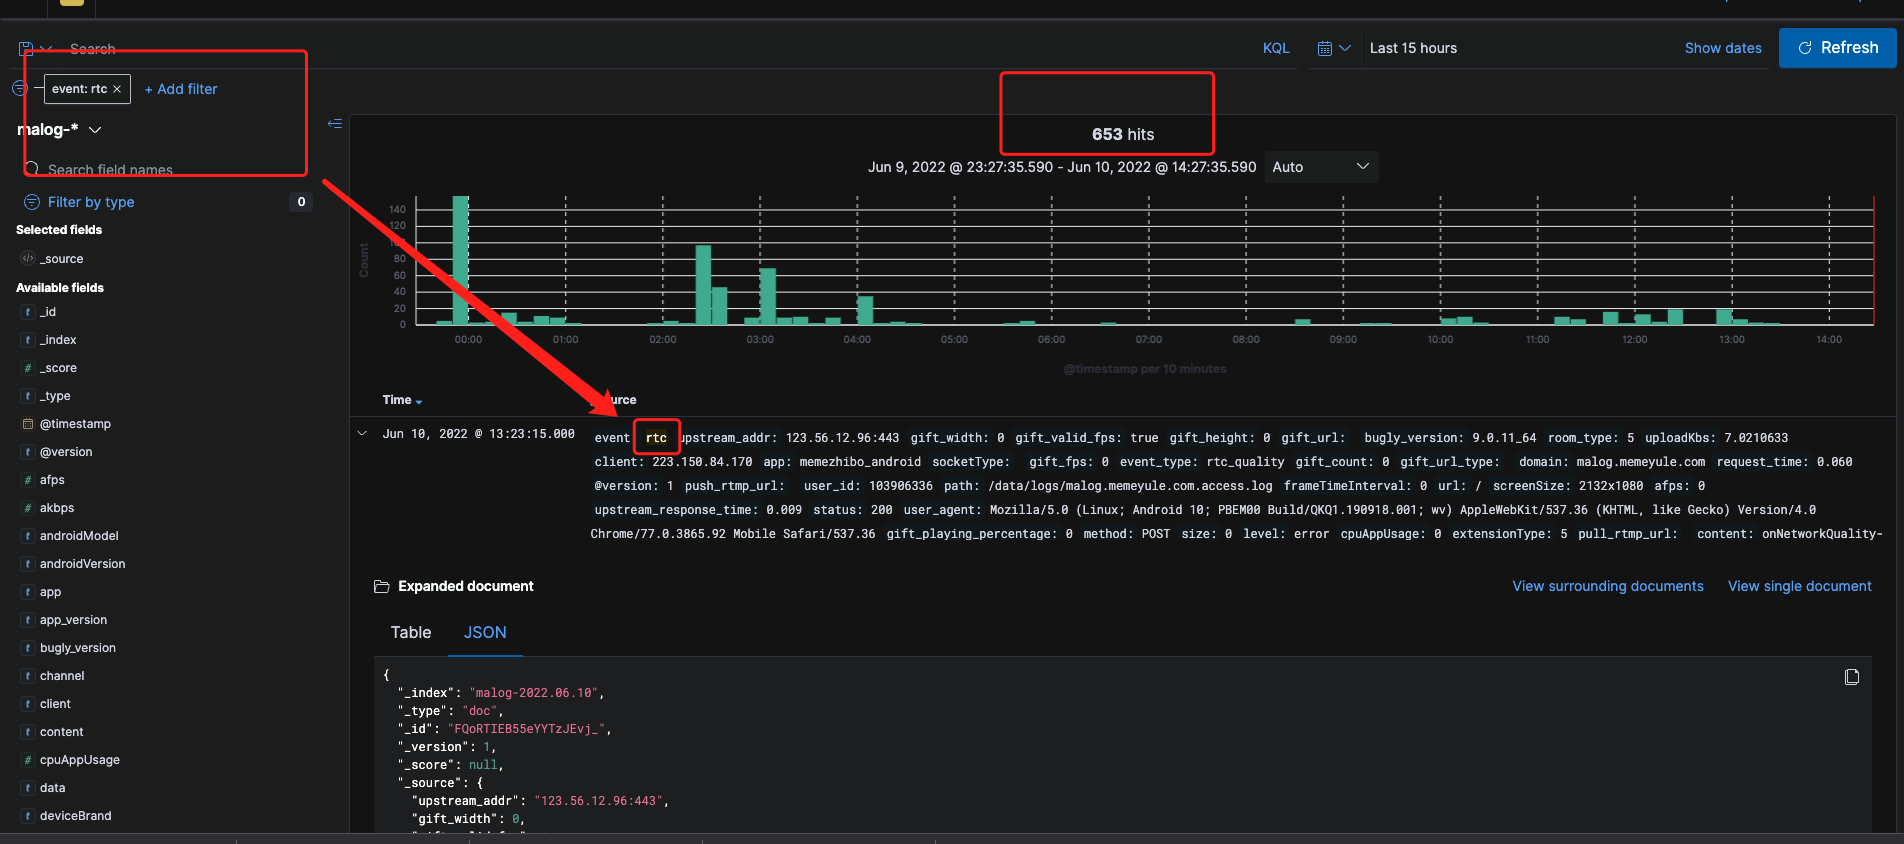 Search
KQL
Last 15 hours
Show dates
Refresh
event: rtc ×
+ Add filter
malog-*
653 hits
Search field names
Jun 9, 2022 @ 23:27:35.590 - Jun 10, 2022 @ 14:27:35.590
Auto
Filter by type
0
Selected fields
_source
Available fields
t _id
t _index
# _score
t _type
@timestamp
t @version
# afps
# akbps
t androidModel
t androidVersion
t app
t app_version
t bugly_version
t channel
t client
t content
# cpuAppUsage
t data
t deviceBrand
Count
140
120
80
60
40
20
0
00:00 01:00 02:00 03:00 04:00 05:00 06:00 07:00 08:00 09:00 10:00 11:00 12:00 13:00 14:00
@timestamp per 10 minutes
Time
urce
Jun 10, 2022 @ 13:23:15.000
event rtc upstream_addr: 123.56.12.96:443 gift_width: 0 gift_valid_fps: true gift_height: 0 gift_url: bugly_version: 9.0.11_64 room_type: 5 uploadKbs: 7.0210633
client: 223.150.84.170 app: memezhibo_android socketType: gift_fps: 0 event_type: rtc_quality gift_count: 0 gift_url_type: domain: malog.memeyule.com request_time: 0.060
@version: 1 push_rtmp_url: user_id: 103906336 path: /data/logs/malog.memeyule.com.access.log frameTimeInterval: 0 url: / screenSize: 2132x1080 afps: 0
upstream_response_time: 0.009 status: 200 user_agent: Mozilla/5.0 (Linux; Android 10; PBEM00 Build/QKQ1.190918.001; wv) AppleWebKit/537.36 (KHTML, like Gecko) Version/4.0
Chrome/77.0.3865.92 Mobile Safari/537.36 gift_playing_percentage: 0 method: POST size: 0 level: error cpuAppUsage: 0 extensionType: 5 pull_rtmp_url: content: onNetworkQuality-
Expanded document
View surrounding documents
View single document
Table
JSON
{
"_index": "malog-2022.06.10",
"_type": "doc",
"_id": "FQoRTIEB55eYYTzJEvj_",
"_version": 1,
"_score": null,
"_source": {
"upstream_addr": "123.56.12.96:443",
"gift_width": 0,